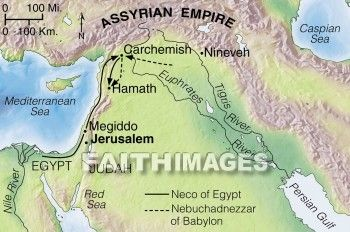 0 100 Mi.
0 100 Km.
ASSYRIAN EMPIRE
Caspian
Sea
Carchemish
Nineveh
Hamath
Euphrates
River
Tigris
River
Mediterranean
Sea
Megiddo
Jerusalem
EGYPT
FAITHIMAGES
JUDAH
Nile River
Red
Sea
Persian Gulf
Neco of Egypt
Nebuchadnezzar
of Babylon